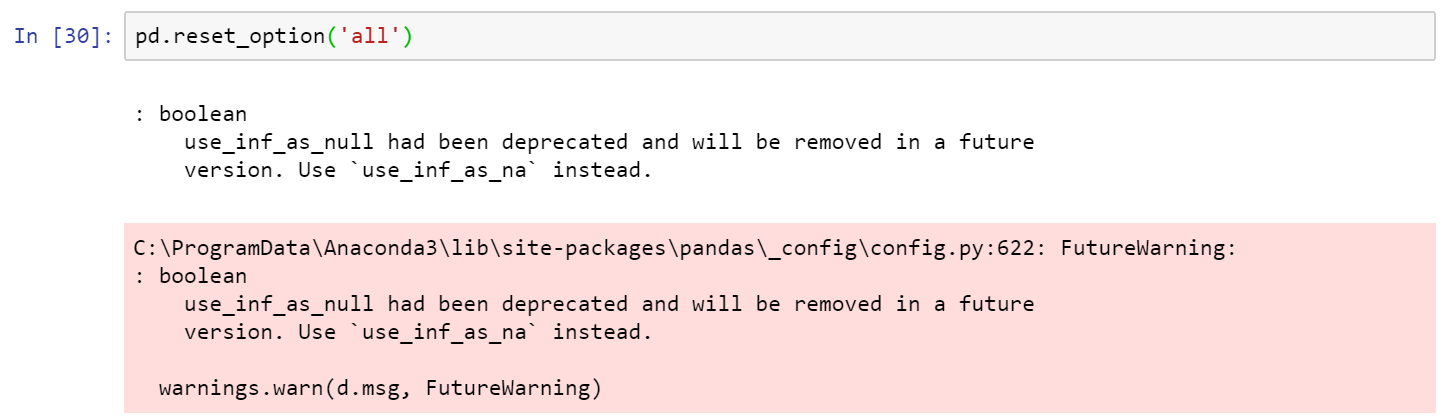 In [30]: pd.reset_option('all')
: boolean
use_inf_as_null had been deprecated and will be removed in a future
version. Use `use_inf_as_na` instead.
C:\ProgramData\Anaconda3\lib\site-packages\pandas\_config\config.py:622: FutureWarning:
: boolean
use_inf_as_null had been deprecated and will be removed in a future
version. Use `use_inf_as_na` instead.
warnings.warn(d.msg, FutureWarning)